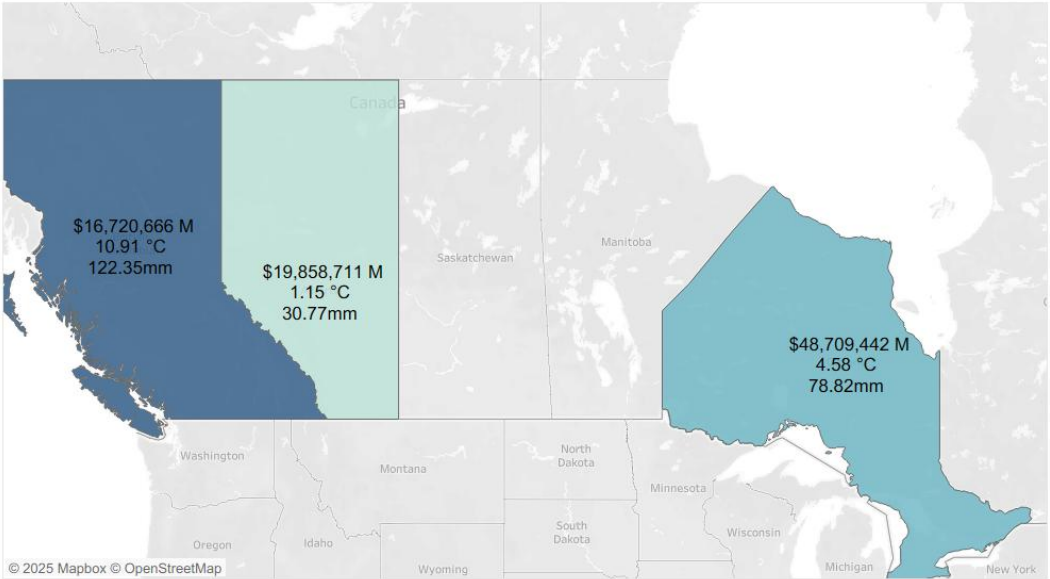 Canada
$16,720,666 M
10.91 °C
122.35mm
$19,858,711 M
1.15 °C
30.77mm
Saskatchewan
Manitoba
$48,709,442 M
4.58 °C
78.82mm
Washington
Montana
North
Dakota
Minnesota
South
Dakota
Wisconsin
Oregon
Idaho
Wyoming
Michigan
New York
© 2025 Mapbox © OpenStreetMap